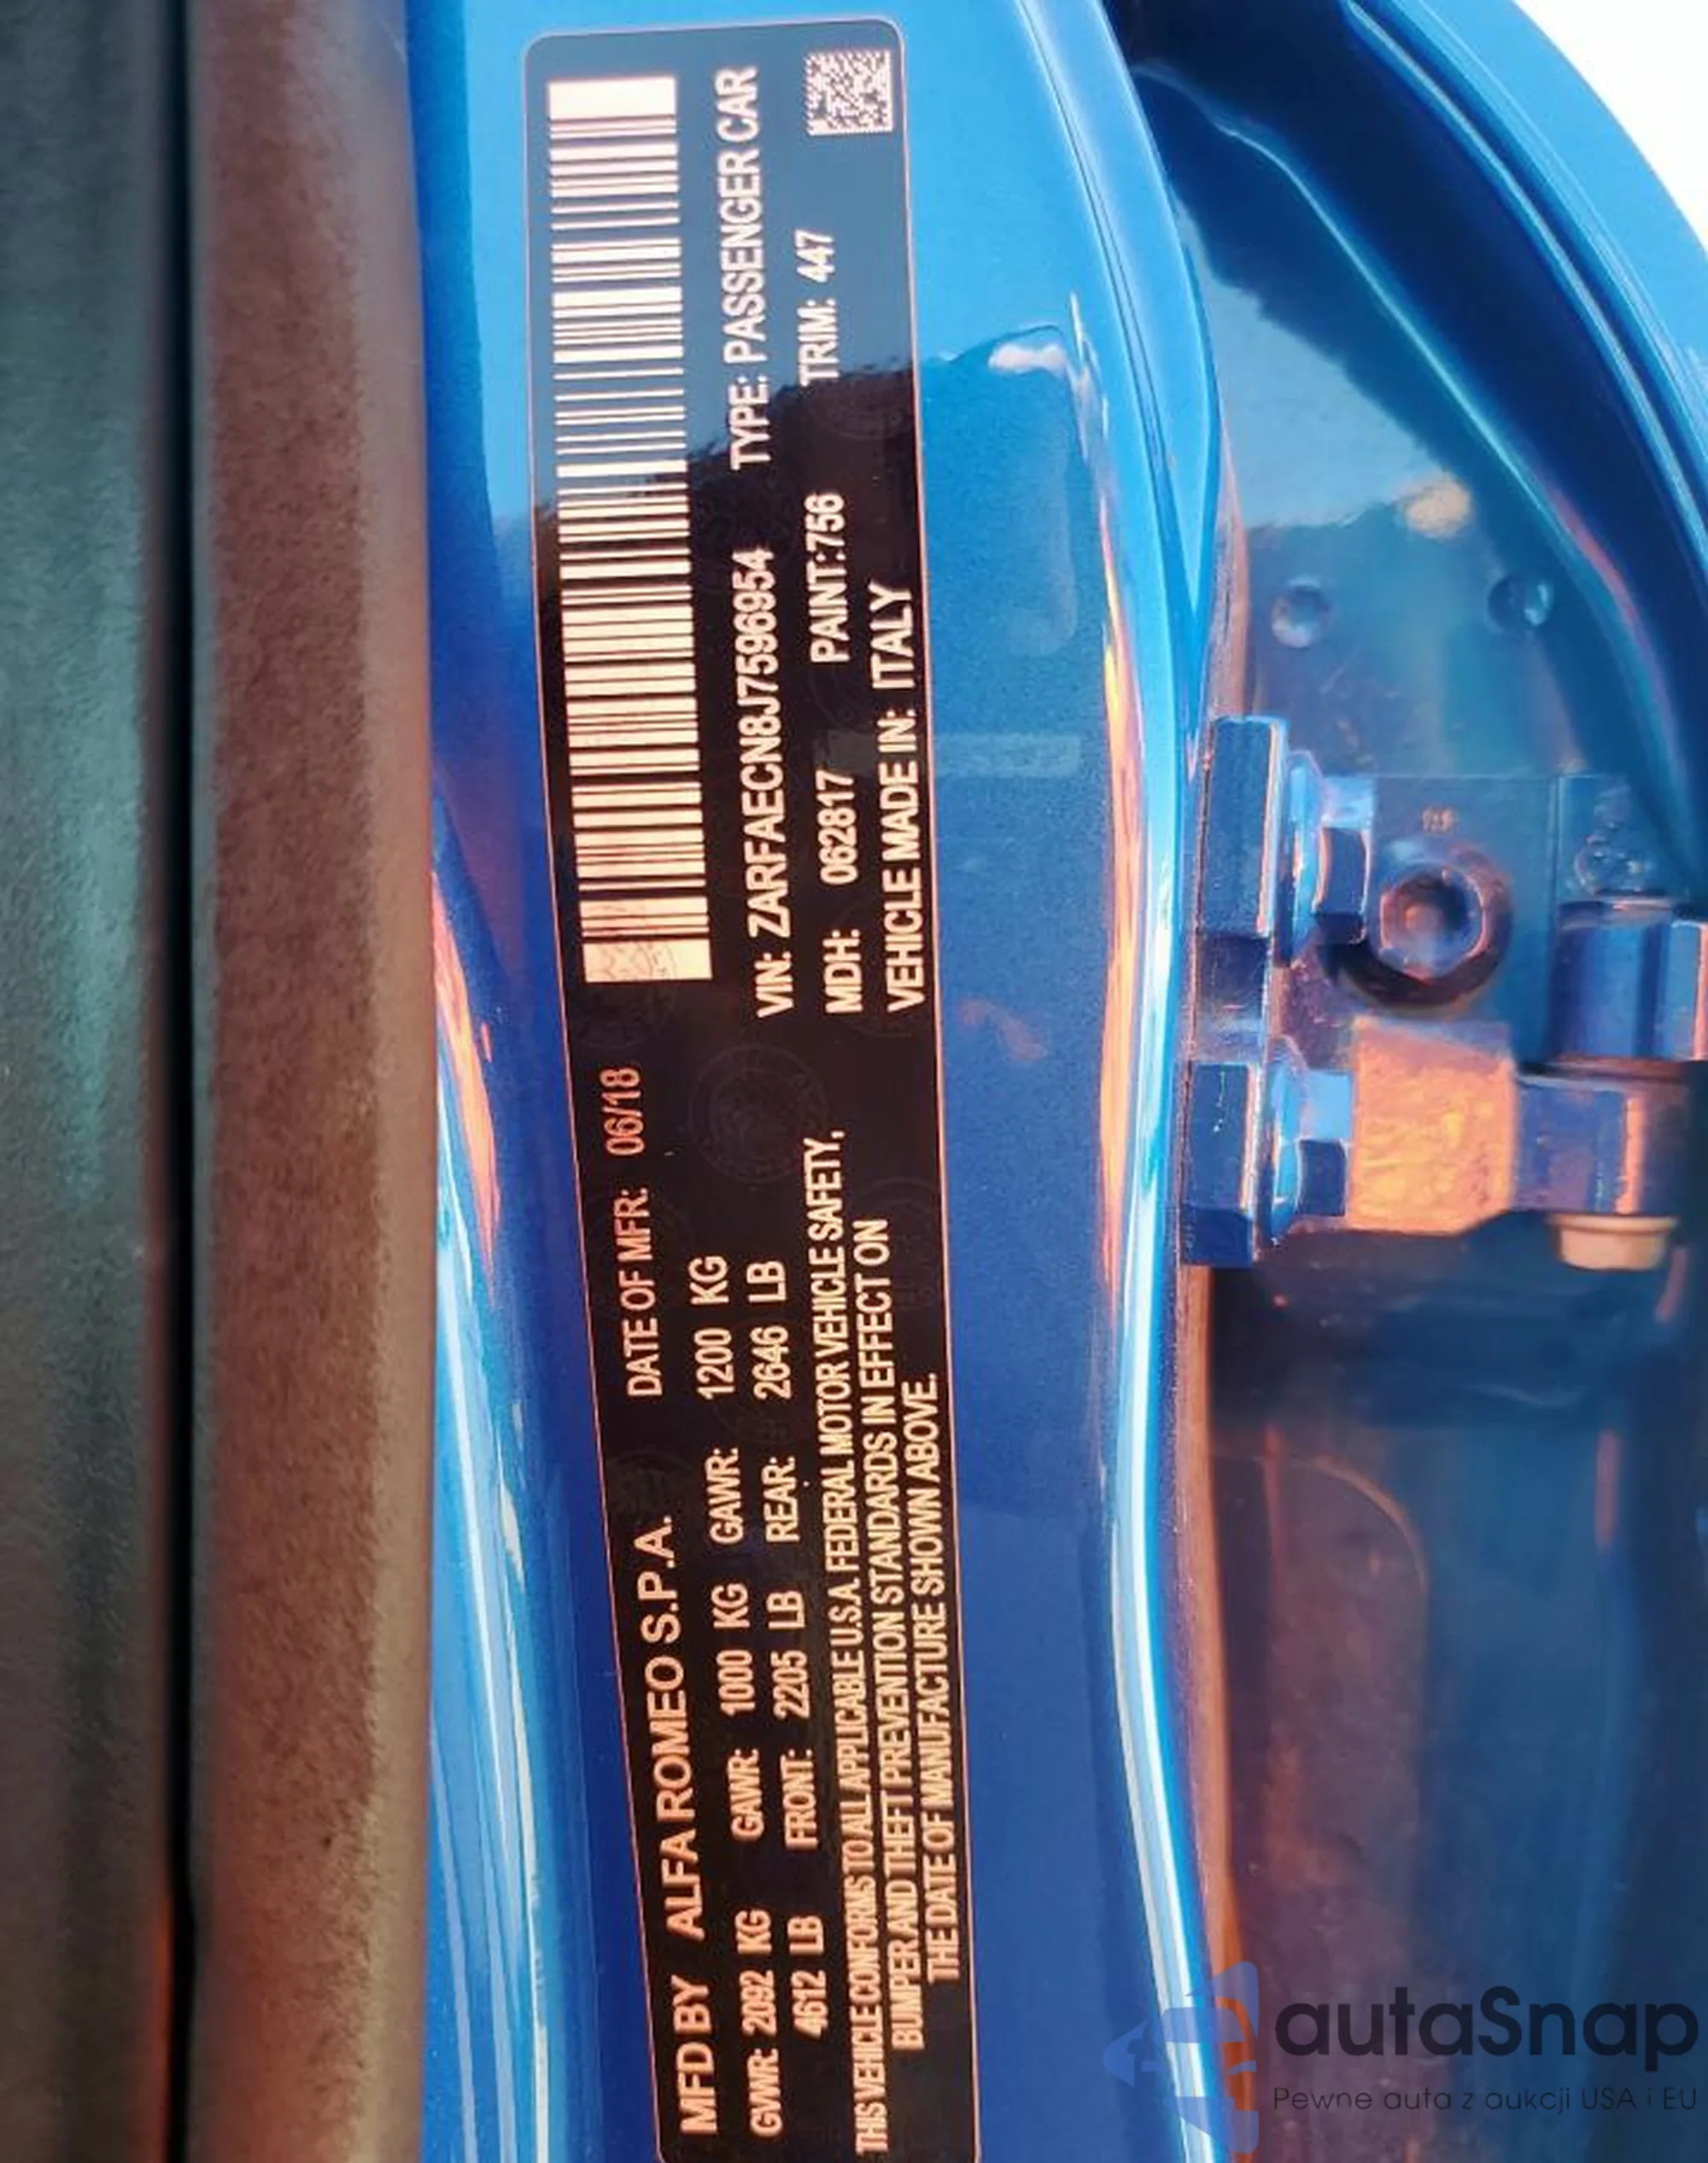 MFD BY ALFA ROMEO S.P.A. DATE OF MFR: 06/18
GVWR: 2092 KG GAWR: 1000 KG GAWR: 1200 KG
4612 LB FRONT: 2205 LB REAR: 2646 LB
THIS VEHICLE CONFORMS TO ALL APPLICABLE U.S.A. FEDERAL MOTOR VEHICLE SAFETY,
BUMPER AND THEFT PREVENTION STANDARDS IN EFFECT ON
THE DATE OF MANUFACTURE SHOWN ABOVE.
VIN: ZARFAECN8J7596954 TYPE: PASSENGER CAR
MDH: 062817 PAINT:756 TRIM: 447
VEHICLE MADE IN: ITALY
autaSnap
Pewne auta z aukcji USA i EU